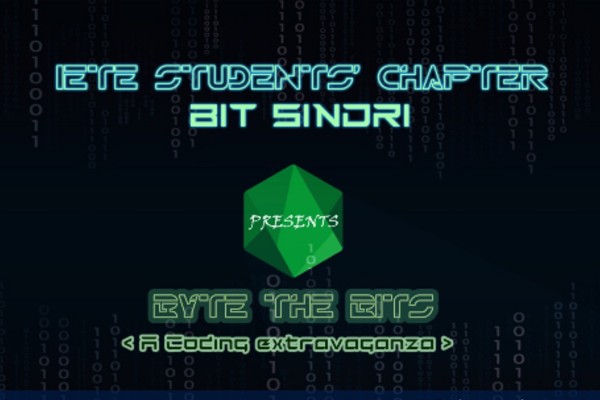 IETE STUDENTS' CHAPTER
BIT SINDRI
PRESENTS
BYTE THE BITS
< A Coding extravaganza >